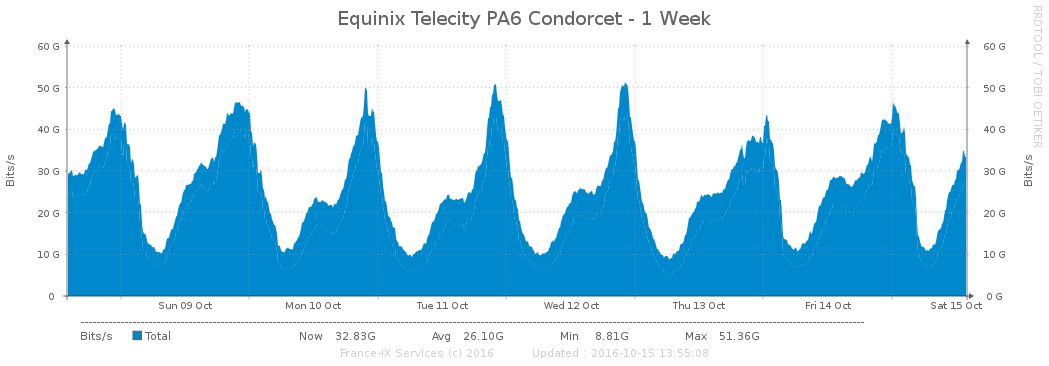 Equinix Telecity PA6 Condorcet - 1 Week
RRDTOOL / TOBI OETIKER
Bits/s
60 G 60 G
50 G 50 G
40 G 40 G
30 G 30 G
20 G 20 G
10 G 10 G
0 0 G
Bits/s
Sun 09 Oct Mon 10 Oct Tue 11 Oct Wed 12 Oct Thu 13 Oct Fri 14 Oct Sat 15 Oct
Bits/s Total Now 32.83G Avg 26.10G Min 8.81G Max 51.36G
France-IX Services (c) 2016 Updated : 2016-10-15 13:55:08